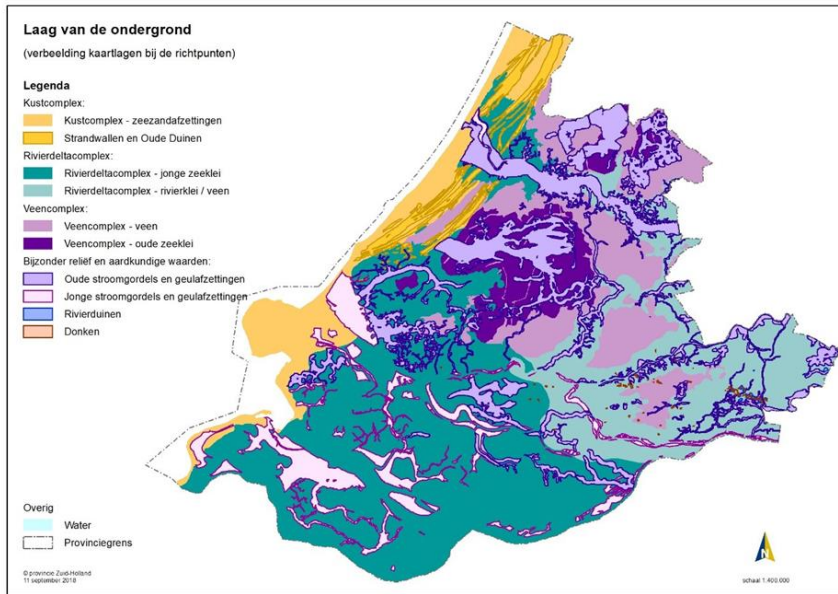 Laag van de ondergrond
(verbeelding kaartlagen bij de richtpunten)
Legenda
Kustcomplex:
Kustcomplex - zeezandafzettingen
Strandwallen en Oude Duinen
Rivierdeltacomplex:
Rivierdeltacomplex - jonge zeeklei
Rivierdeltacomplex - rivierklei / veen
Veencomplex:
Veencomplex - veen
Veencomplex - oude zeeklei
Bijzonder reliëf en aardkundige waarden:
Oude stroomgordels en geulafzettingen
Jonge stroomgordels en geulafzettingen
Rivierduinen
Donken
Overig
Water
Provinciegrens
© provincie Zuid-Holland
11 september 2018
N
schaal 1:400.000